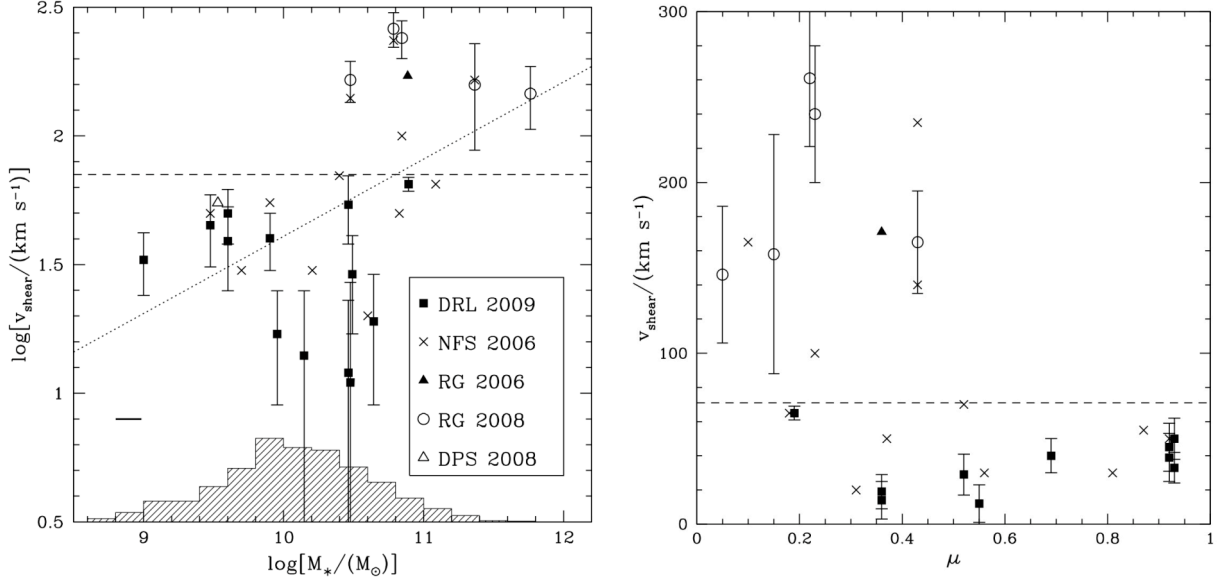 2.5
2
1.5
1
0.5
log[v_shear/(km s⁻¹)]
DRL 2009
NFS 2006
RG 2006
RG 2008
DPS 2008
9
10
11
12
log[M_*/(M_⊙)]
300
200
100
0
v_shear/(km s⁻¹)
0
0.2
0.4
0.6
0.8
1
μ